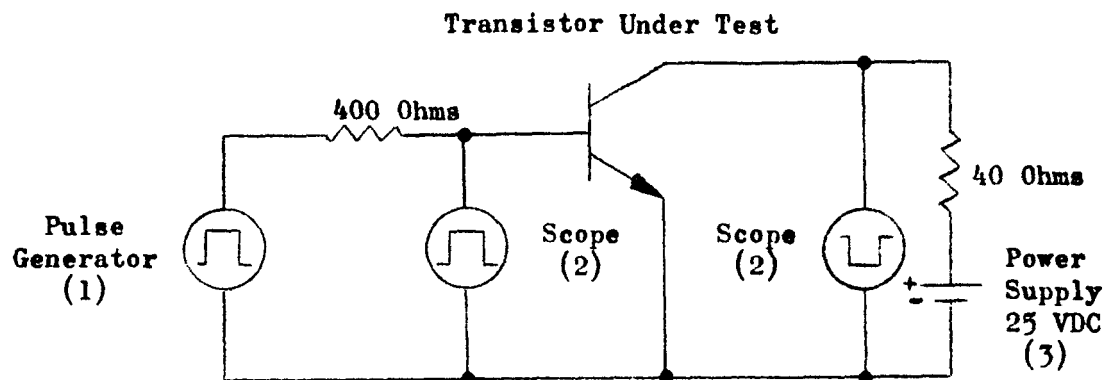 Transistor Under Test
400 Ohms
40 Ohms
Pulse
Generator
(1)
Scope
(2)
Scope
(2)
+
-
Power
Supply
25 VDC
(3)